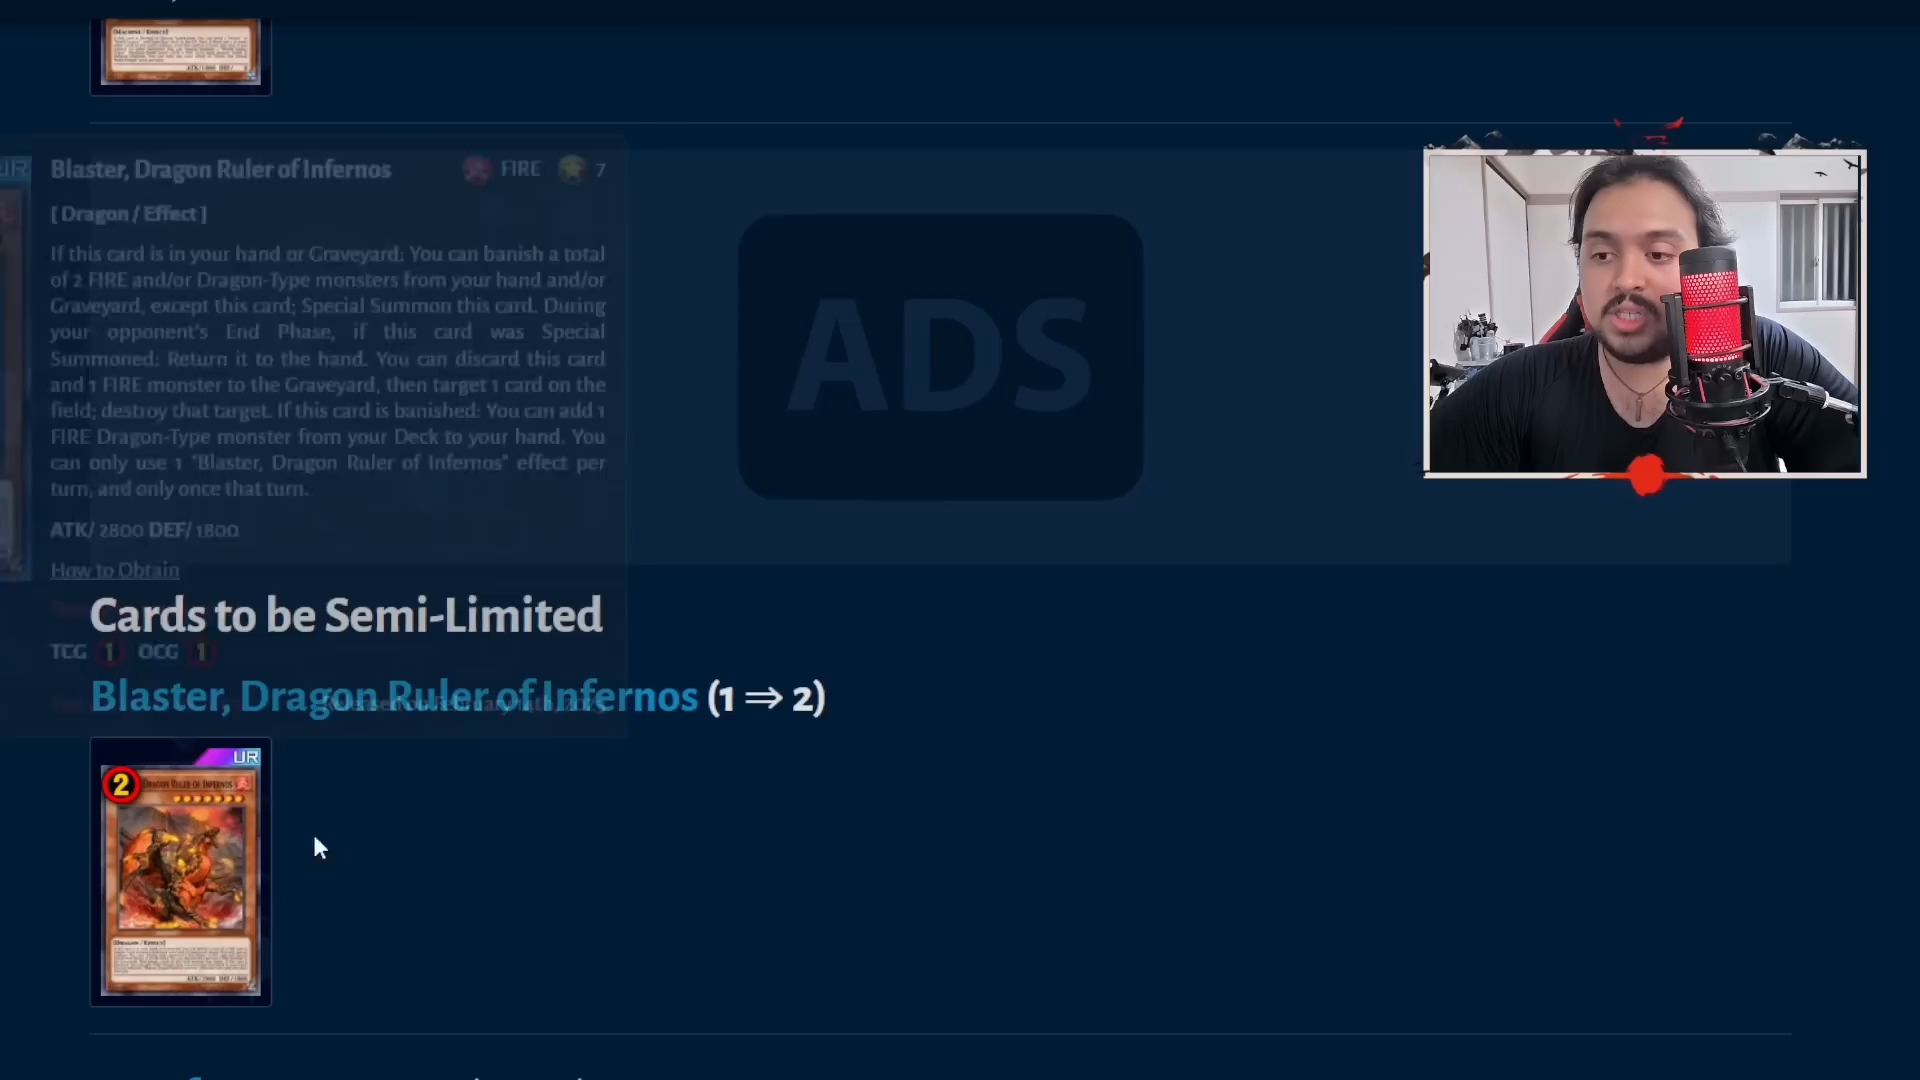 UR
Blaster, Dragon Ruler of Infernos FIRE 7
[ Dragon / Effect ]
If this card is in your hand or Graveyard: You can banish a total
of 2 FIRE and/or Dragon-Type monsters from your hand and/or
Graveyard, except this card; Special Summon this card. During
your opponent's End Phase, if this card was Special
Summoned: Return it to the hand. You can discard this card
and 1 FIRE monster to the Graveyard, then target 1 card on the
field; destroy that target. If this card is banished: You can add 1
FIRE Dragon-Type monster from your Deck to your hand. You
can only use 1 "Blaster, Dragon Ruler of Infernos" effect per
turn, and only once that turn.
ATK/ 2800 DEF/ 1800
How to Obtain
ADS
Cards to be Semi-Limited
TCG 1 OCG 1
Blaster, Dragon Ruler of Infernos (1 ⇒ 2)
UR
2
Dragon Ruler of Infernos